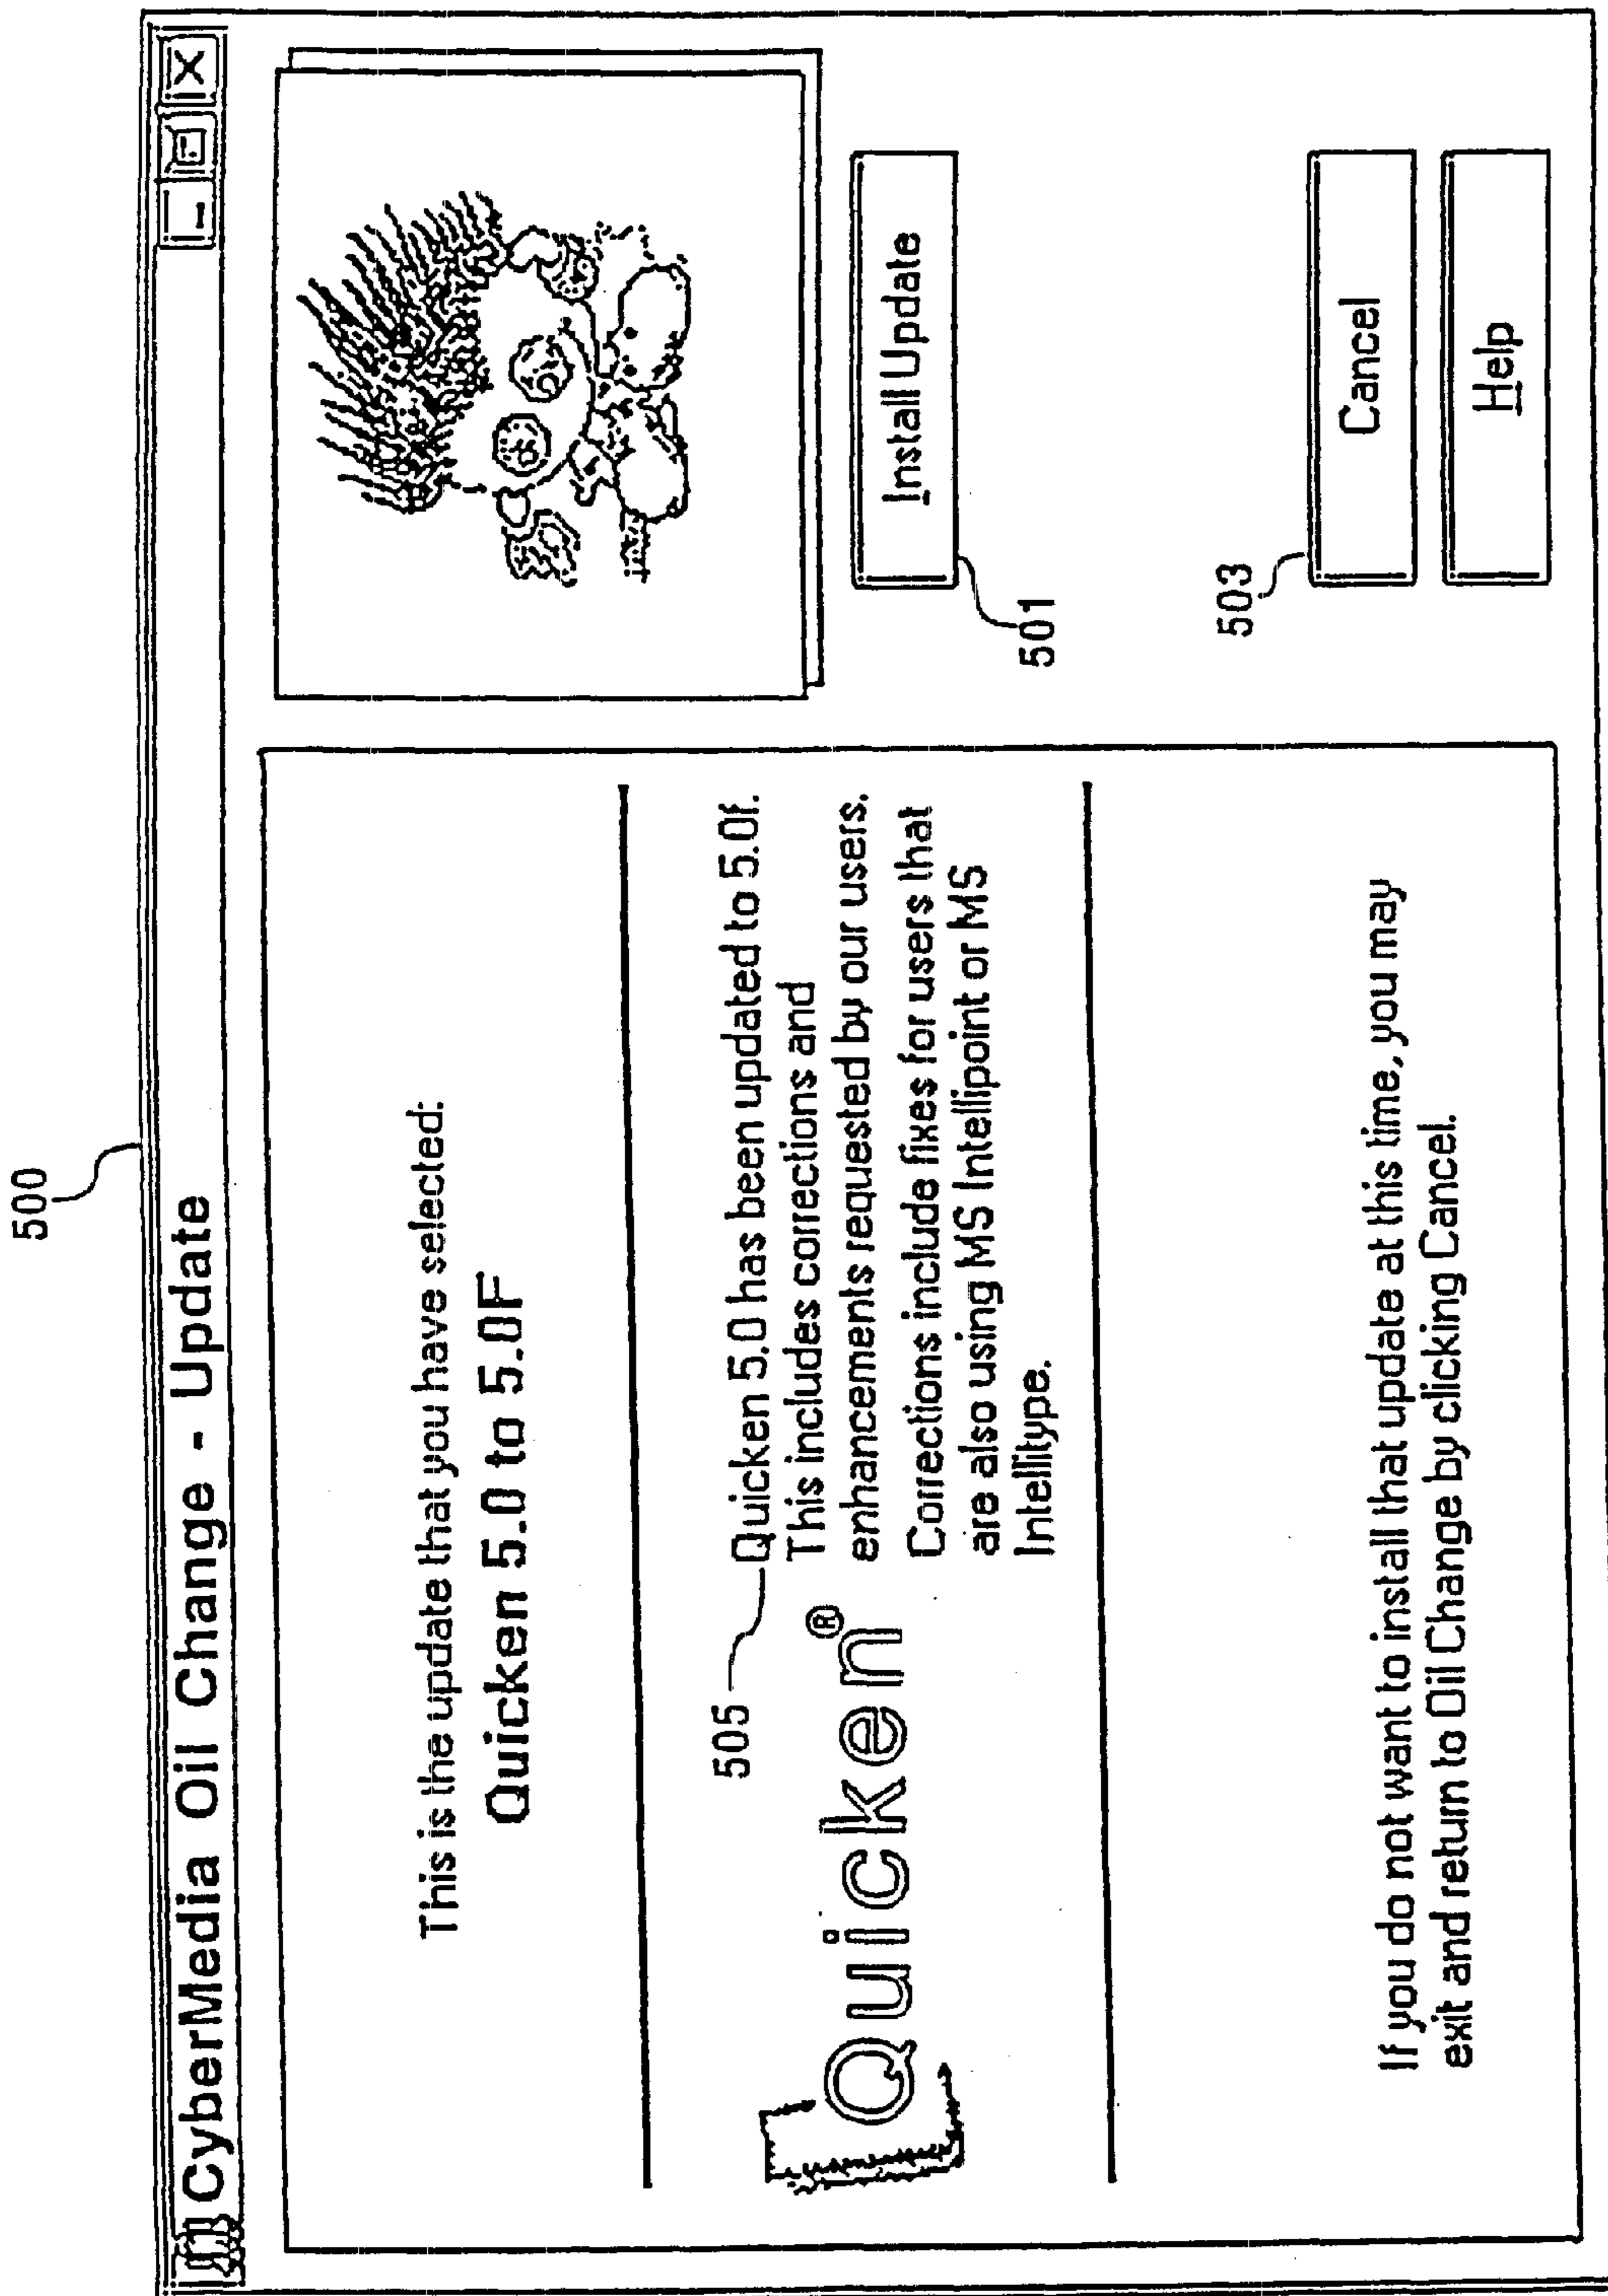 500
CyberMedia Oil Change - Update
This is the update that you have selected:
Quicken 5.0 to 5.0F
505
Quicken®
Quicken 5.0 has been updated to 5.0f.
This includes corrections and
enhancements requested by our users.
Corrections include fixes for users that
are also using MS Intellipoint or MS
Intellitype.
If you do not want to install that update at this time, you may
exit and return to Oil Change by clicking Cancel.
Install Update
501
503
Cancel
Help